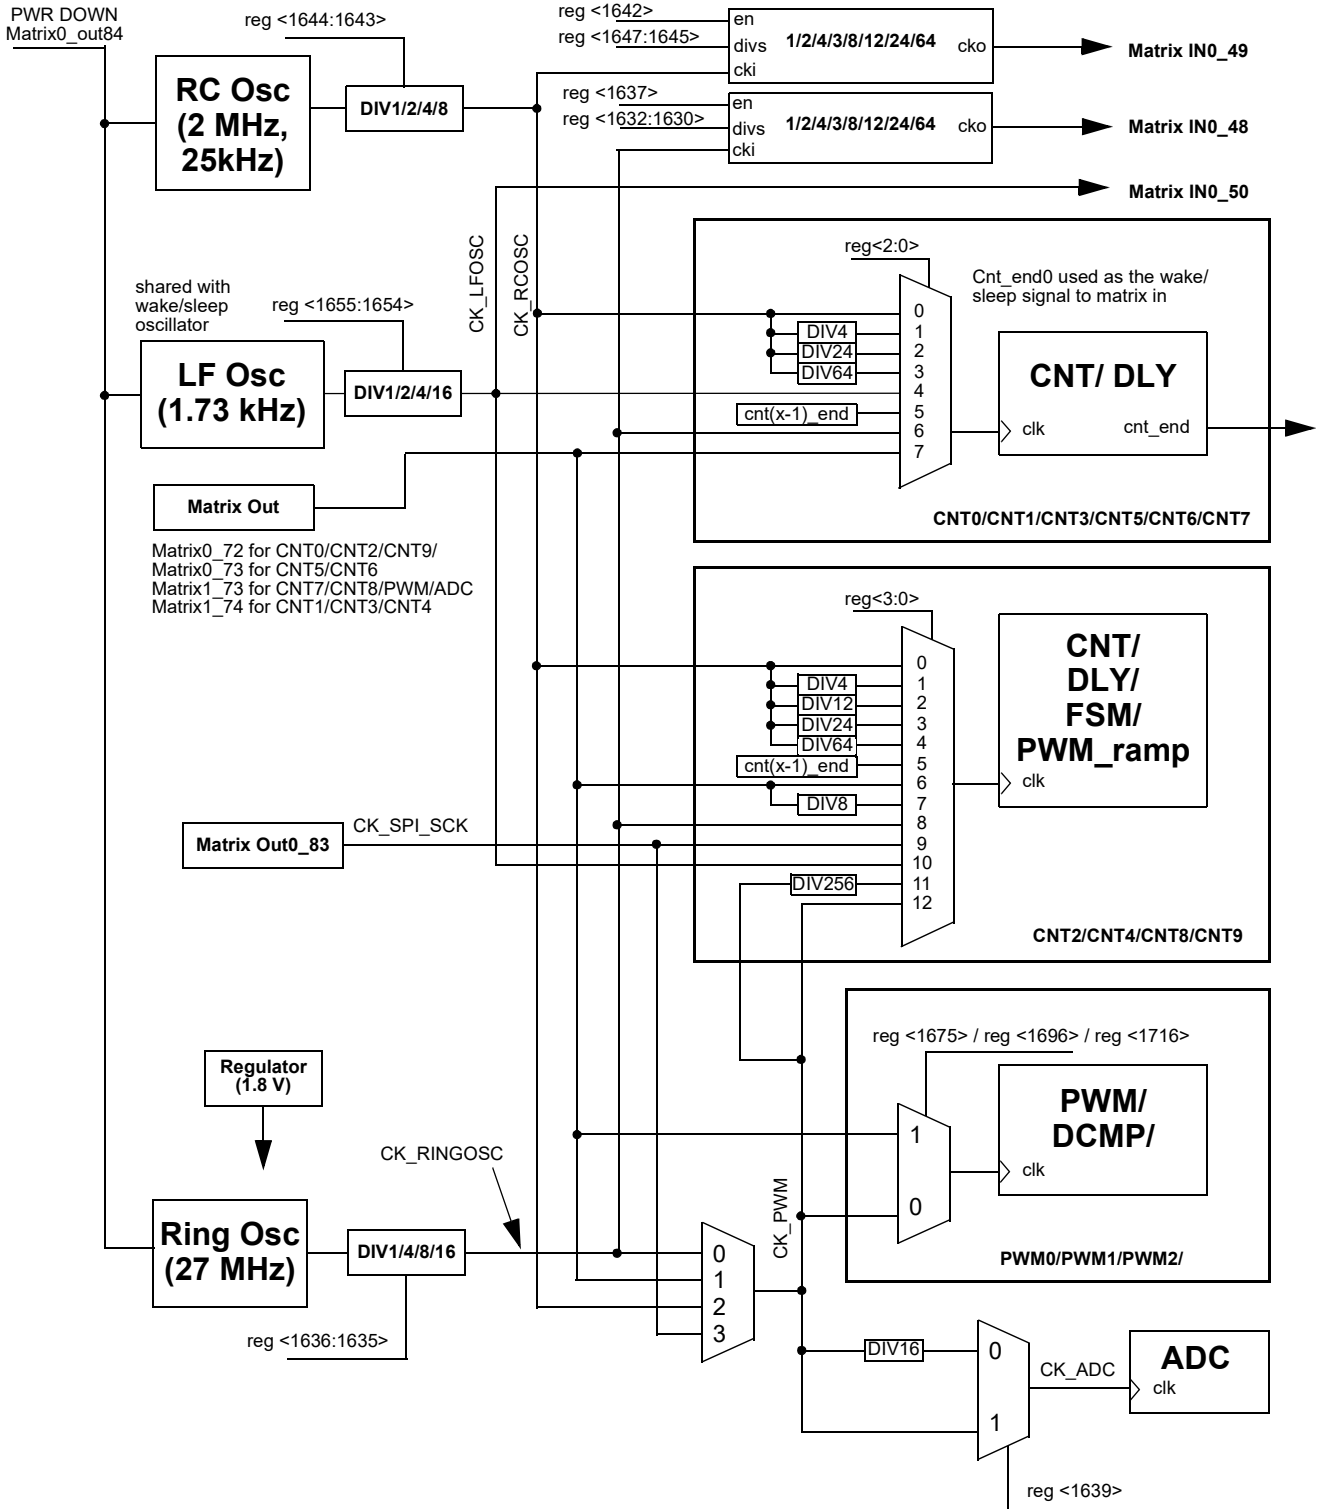 PWR DOWN
Matrix0_out84
reg <1644:1643>
RC Osc
(2 MHz,
25kHz)
DIV1/2/4/8
reg <1642>
reg <1647:1645>
en
divs
cki
1/2/4/3/8/12/24/64
cko
Matrix IN0_49
reg <1637>
reg <1632:1630>
en
divs
cki
1/2/4/3/8/12/24/64
cko
Matrix IN0_48
Matrix IN0_50
CK_LFOSC
CK_RCOSC
shared with
wake/sleep
oscillator
reg <1655:1654>
LF Osc
(1.73 kHz)
DIV1/2/4/16
reg<2:0>
Cnt_end0 used as the wake/
sleep signal to matrix in
DIV4
DIV24
DIV64
cnt(x-1)_end
0
1
2
3
4
5
6
7
CNT/ DLY
clk
cnt_end
CNT0/CNT1/CNT3/CNT5/CNT6/CNT7
Matrix Out
Matrix0_72 for CNT0/CNT2/CNT9/
Matrix0_73 for CNT5/CNT6
Matrix1_73 for CNT7/CNT8/PWM/ADC
Matrix1_74 for CNT1/CNT3/CNT4
reg<3:0>
DIV4
DIV12
DIV24
DIV64
cnt(x-1)_end
DIV8
DIV256
0
1
2
3
4
5
6
7
8
9
10
11
12
CNT/
DLY/
FSM/
PWM_ramp
clk
CNT2/CNT4/CNT8/CNT9
Matrix Out0_83
CK_SPI_SCK
Regulator
(1.8 V)
reg <1675> / reg <1696> / reg <1716>
1
0
PWM/
DCMP/
clk
PWM0/PWM1/PWM2/
CK_RINGOSC
CK_PWM
Ring Osc
(27 MHz)
DIV1/4/8/16
reg <1636:1635>
0
1
2
3
DIV16
0
1
CK_ADC
ADC
clk
reg <1639>